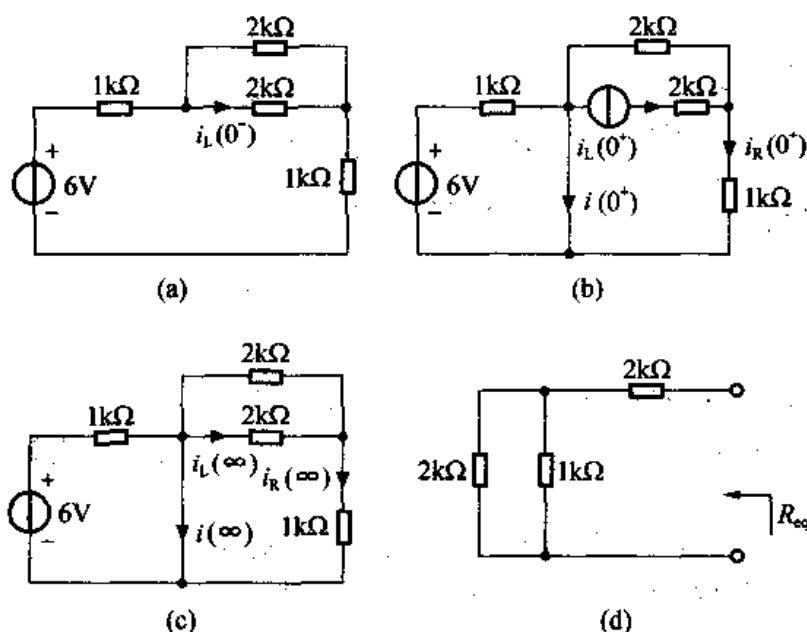 2kΩ
1kΩ
2kΩ
i_L(0⁻)
1kΩ
+
6V
−
(a)
2kΩ
1kΩ
2kΩ
i_L(0⁺)
i_R(0⁺)
+
6V
−
i(0⁺)
1kΩ
(b)
2kΩ
1kΩ
2kΩ
i_L(∞)
i_R(∞)
+
6V
−
i(∞)
1kΩ
(c)
2kΩ
2kΩ
1kΩ
R_eq
(d)